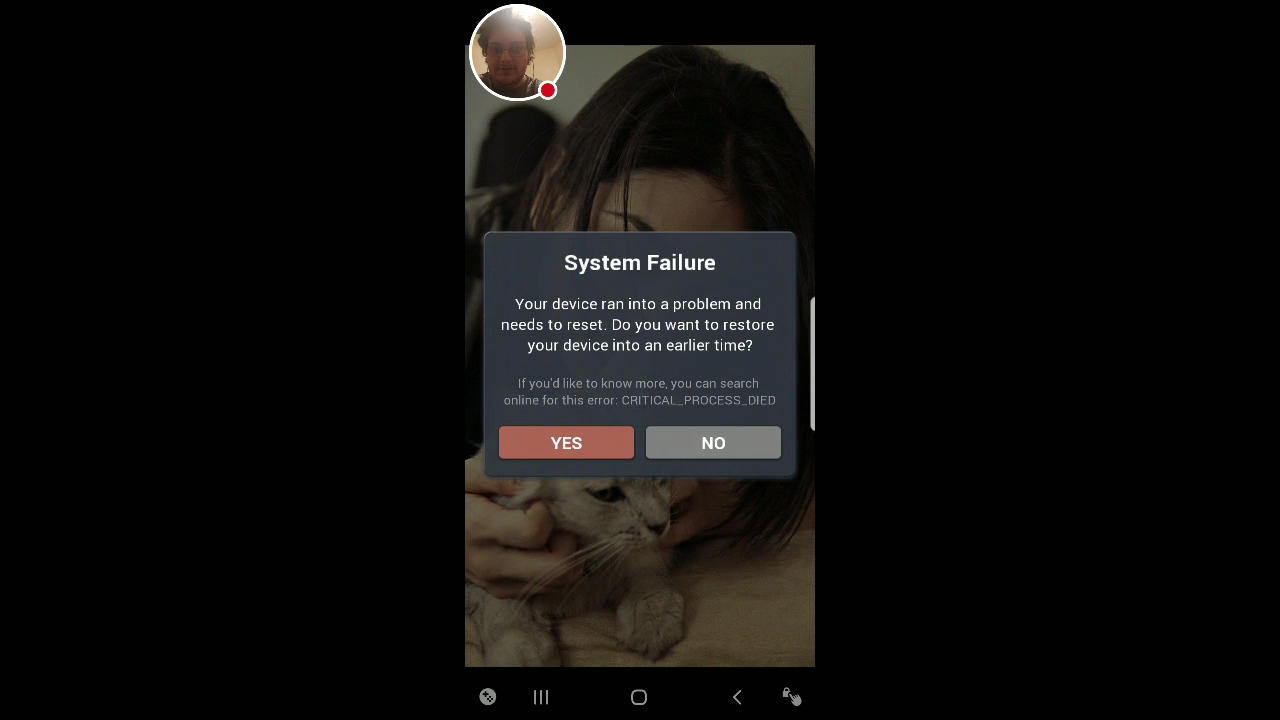 System Failure
Your device ran into a problem and
needs to reset. Do you want to restore
your device into an earlier time?
If you'd like to know more, you can search
online for this error: CRITICAL_PROCESS_DIED
YES NO